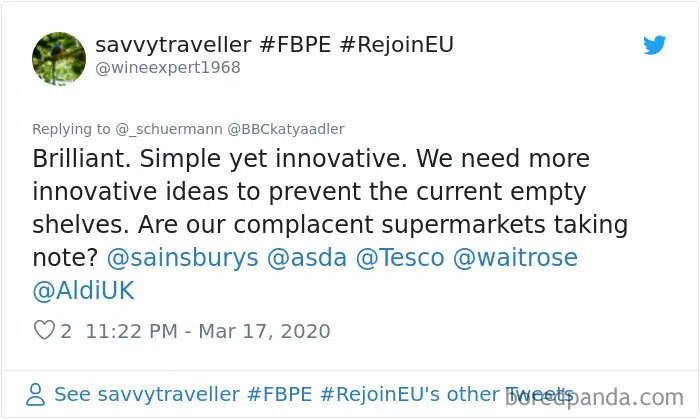 savvytraveller #FBPE #RejoinEU
@wineexpert1968
Replying to @_schuermann @BBCkatyaadler
Brilliant. Simple yet innovative. We need more
innovative ideas to prevent the current empty
shelves. Are our complacent supermarkets taking
note? @sainsburys @asda @Tesco @waitrose
@AldiUK
2 11:22 PM - Mar 17, 2020
See savvytraveller #FBPE #RejoinEU's other Tweets
boredpanda.com